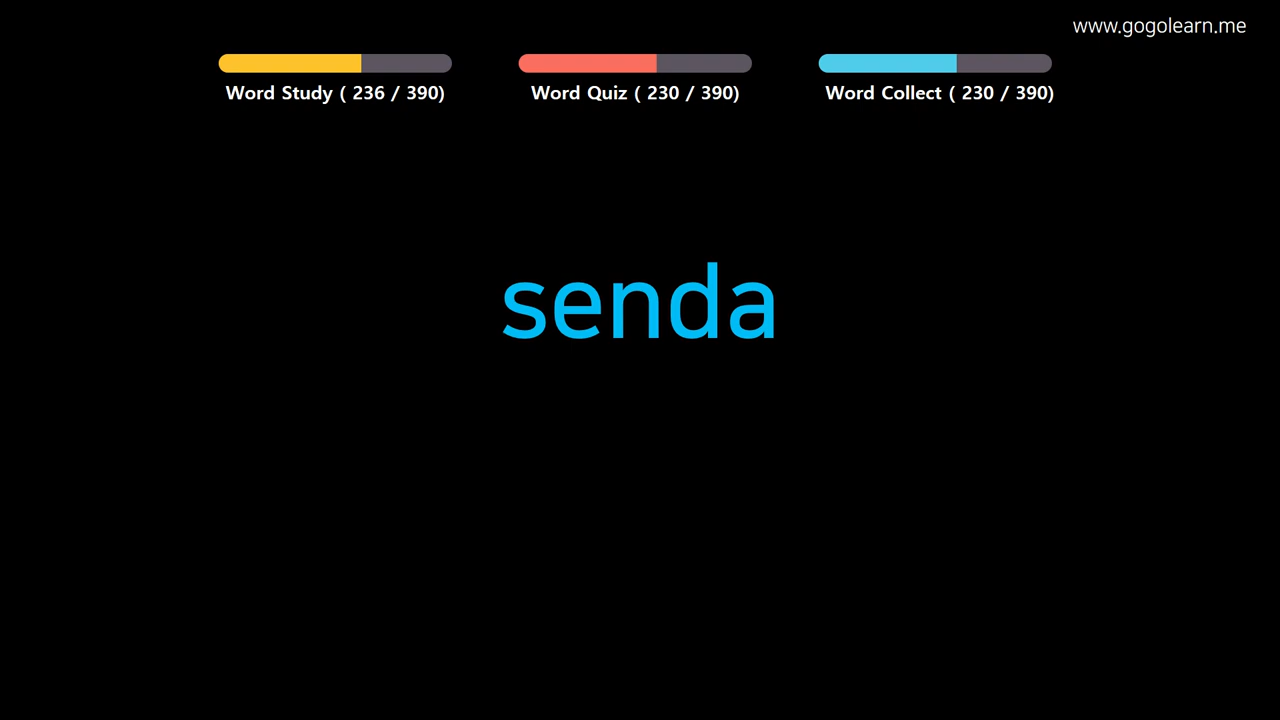 www.gogolearn.me
Word Study ( 236 / 390)
Word Quiz ( 230 / 390)
Word Collect ( 230 / 390)
senda